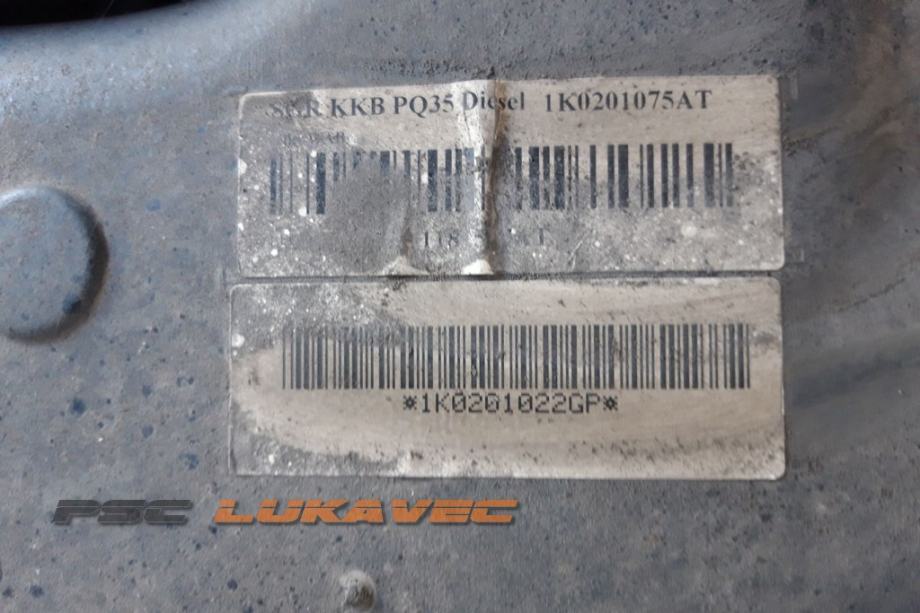 KKB PQ35 Diesel 1K0201075AT
*1K0201022GP*
PSC LUKAVEC